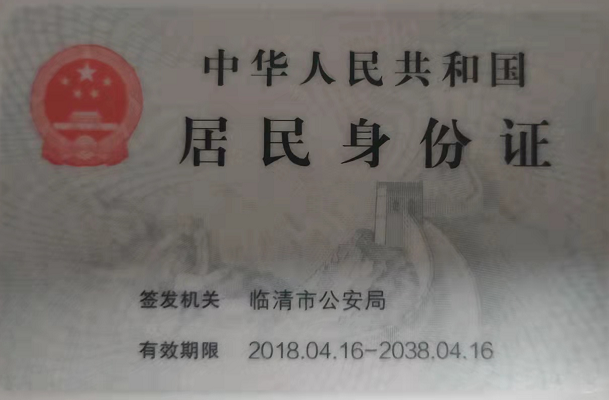 中华人民共和国
居民身份证
签发机关 临清市公安局
有效期限 2018.04.16-2038.04.16